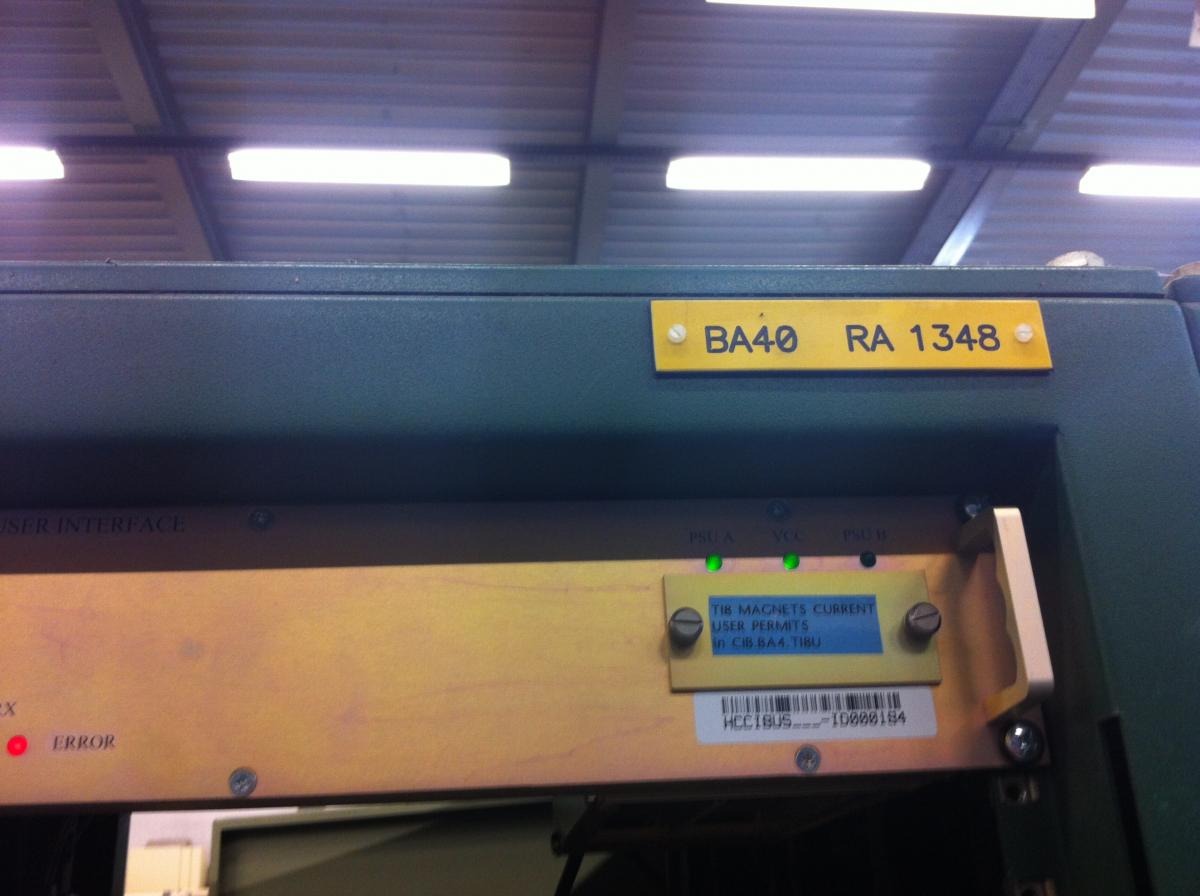 BA40 RA 1348
USER INTERFACE
PSU A VCC PSU B
TI8 MAGNETS CURRENT
USER PERMITS
in CIB.BA4.TI8U
HCCIBUS___-ID000184
RX
ERROR